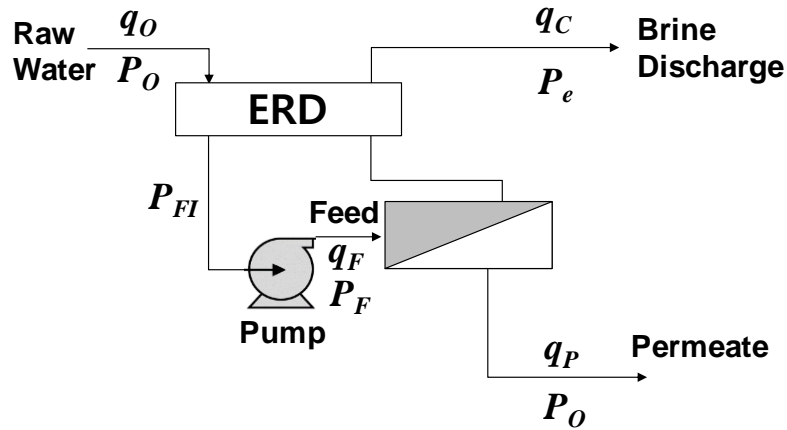 Raw
Water
q_O
P_O
q_C
P_e
Brine
Discharge
ERD
P_FI
Feed
q_F
P_F
Pump
q_P
P_O
Permeate